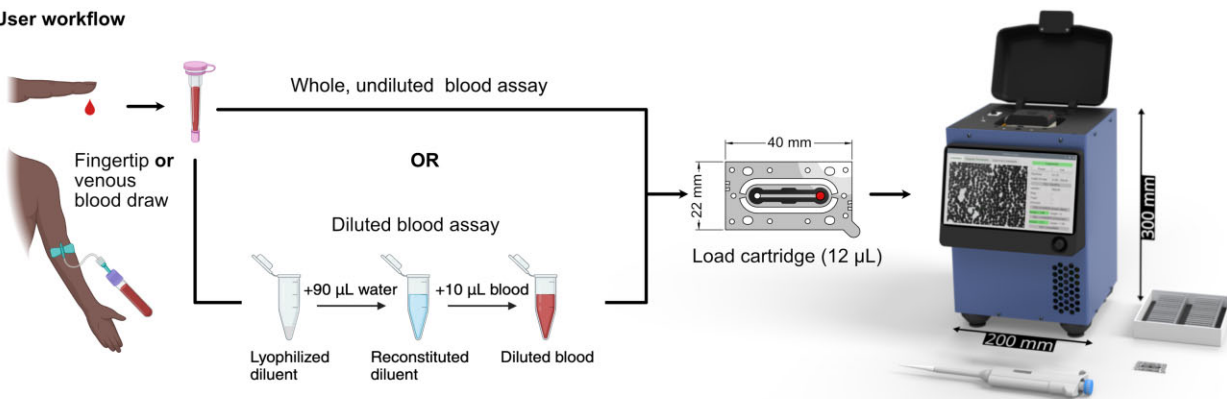 User workflow
Whole, undiluted blood assay
Fingertip or
venous
blood draw
OR
Diluted blood assay
+90 µL water
+10 µL blood
Lyophilized
diluent
Reconstituted
diluent
Diluted blood
40 mm
22 mm
Load cartridge (12 µL)
300 mm
200 mm